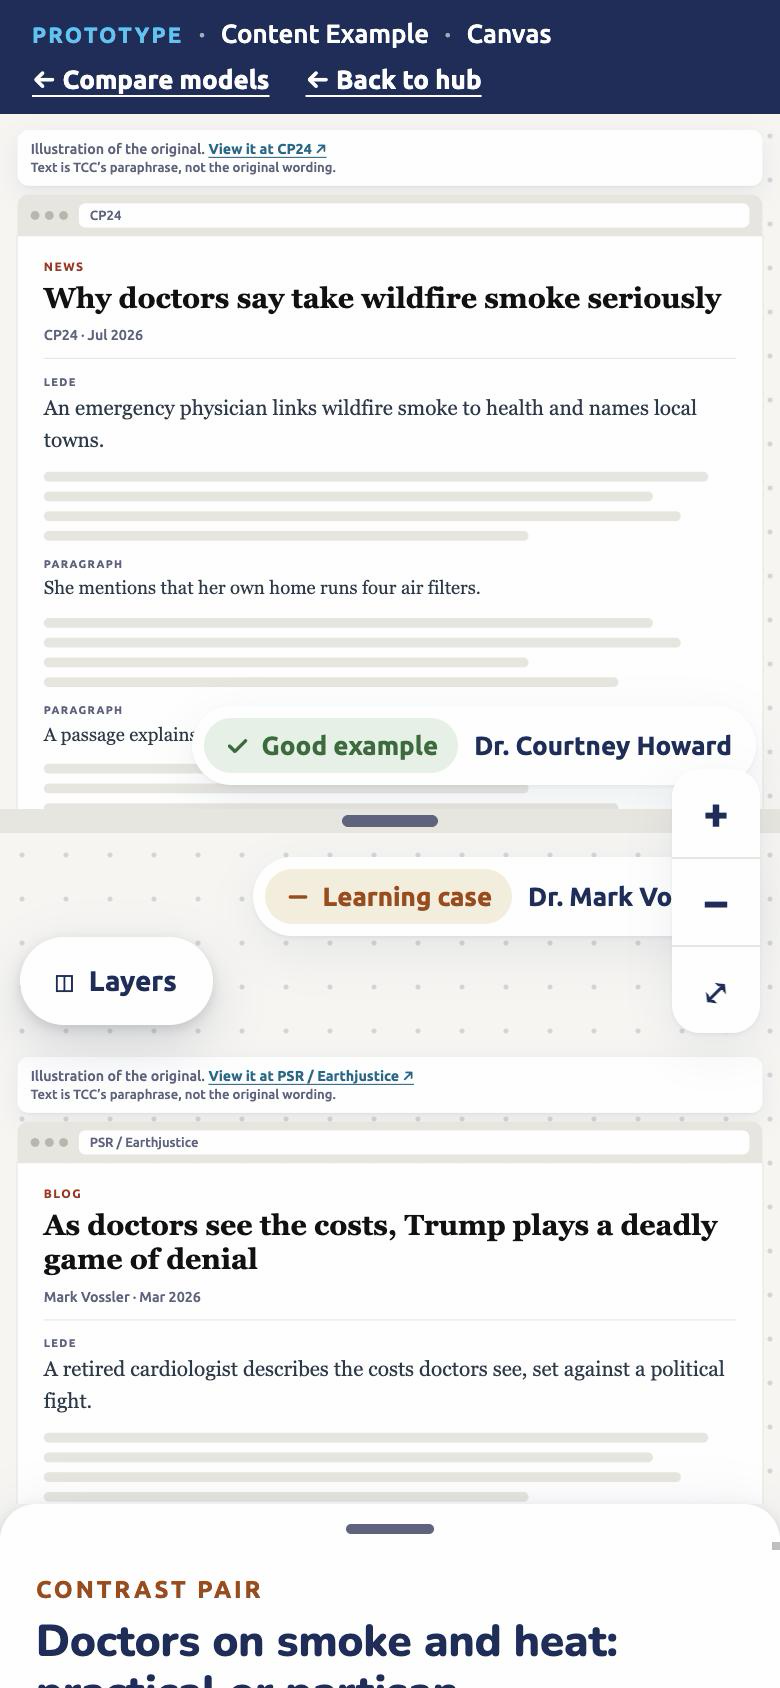 PROTOTYPE · Content Example · Canvas
← Compare models ← Back to hub
Illustration of the original. View it at CP24 ↗
Text is TCC's paraphrase, not the original wording.
CP24
NEWS
Why doctors say take wildfire smoke seriously
CP24 · Jul 2026
LEDE
An emergency physician links wildfire smoke to health and names local
towns.
PARAGRAPH
She mentions that her own home runs four air filters.
PARAGRAPH
A passage explains
✓ Good example Dr. Courtney Howard
+
− Learning case Dr. Mark Vo
−
Layers
⤢
Illustration of the original. View it at PSR / Earthjustice ↗
Text is TCC's paraphrase, not the original wording.
PSR / Earthjustice
BLOG
As doctors see the costs, Trump plays a deadly
game of denial
Mark Vossler · Mar 2026
LEDE
A retired cardiologist describes the costs doctors see, set against a political
fight.
CONTRAST PAIR
Doctors on smoke and heat:
practical or partisan